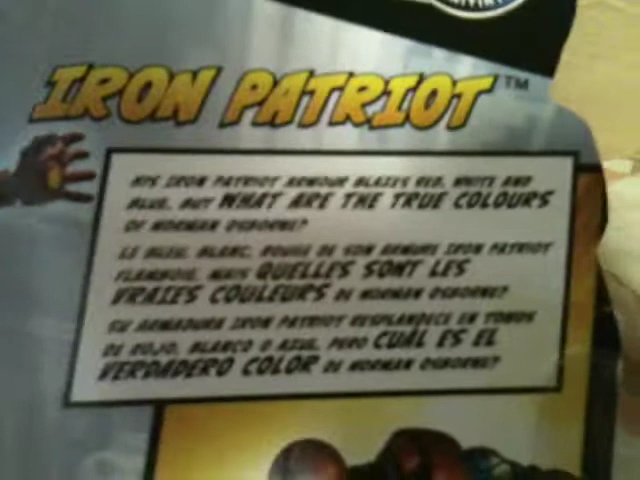 IRON PATRIOT™
HIS IRON PATRIOT ARMOUR BLAZES RED, WHITE AND
BLUE, BUT WHAT ARE THE TRUE COLOURS
OF NORMAN OSBORNE?
LE BLEU, BLANC, ROUGE DE SON ARMURE IRON PATRIOT
FLAMBOIE, MAIS QUELLES SONT LES
VRAIES COULEURS DE NORMAN OSBORNE?
SU ARMADURA IRON PATRIOT RESPLANDECE EN TONOS
DE ROJO, BLANCO O AZUL, PERO CUÁL ES EL
VERDADERO COLOR DE NORMAN OSBORNE?